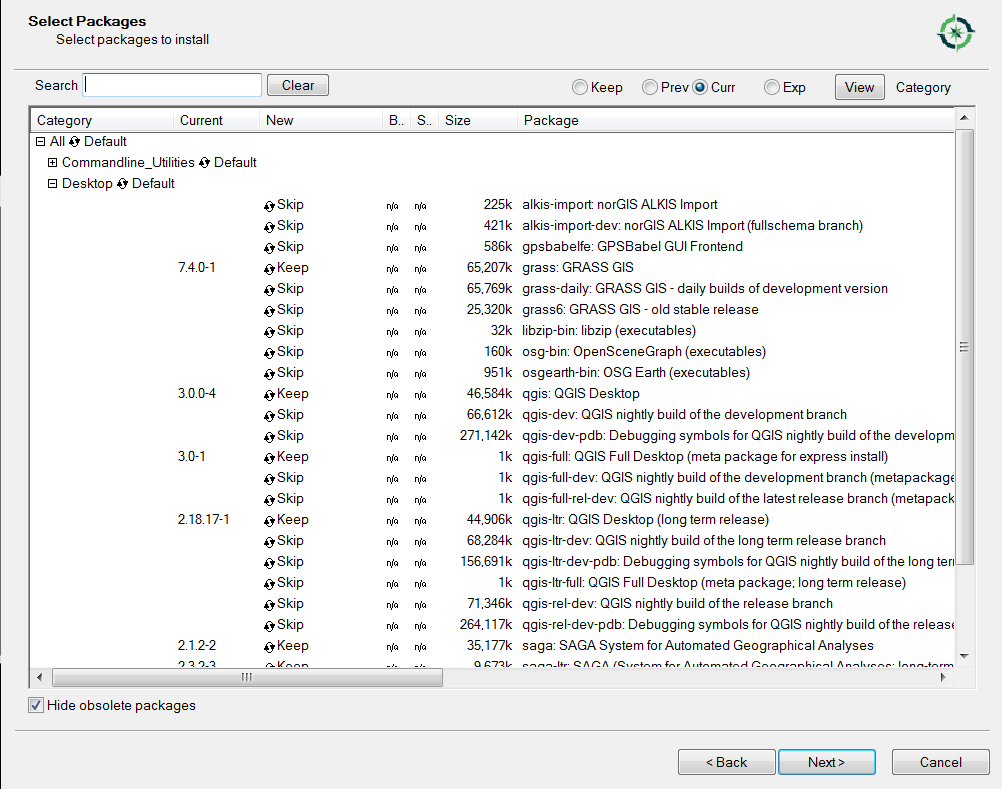 Select Packages
Select packages to install
Search Clear Keep Prev Curr Exp View Category
Category Current New B.. S.. Size Package
All Default
Commandline_Utilities Default
Desktop Default
Skip n/a n/a 225k alkis-import: norGIS ALKIS Import
Skip n/a n/a 421k alkis-import-dev: norGIS ALKIS Import (fullschema branch)
Skip n/a n/a 586k gpsbabelfe: GPSBabel GUI Frontend
7.4.0-1 Keep n/a n/a 65,207k grass: GRASS GIS
Skip n/a n/a 65,769k grass-daily: GRASS GIS - daily builds of development version
Skip n/a n/a 25,320k grass6: GRASS GIS - old stable release
Skip n/a n/a 32k libzip-bin: libzip (executables)
Skip n/a n/a 160k osg-bin: OpenSceneGraph (executables)
Skip n/a n/a 951k osgearth-bin: OSG Earth (executables)
3.0.0-4 Keep n/a n/a 46,584k qgis: QGIS Desktop
Skip n/a n/a 66,612k qgis-dev: QGIS nightly build of the development branch
Skip n/a n/a 271,142k qgis-dev-pdb: Debugging symbols for QGIS nightly build of the developm
3.0-1 Keep n/a n/a 1k qgis-full: QGIS Full Desktop (meta package for express install)
Skip n/a n/a 1k qgis-full-dev: QGIS nightly build of the development branch (metapackage
Skip n/a n/a 1k qgis-full-rel-dev: QGIS nightly build of the latest release branch (metapack
2.18.17-1 Keep n/a n/a 44,906k qgis-ltr: QGIS Desktop (long term release)
Skip n/a n/a 68,284k qgis-ltr-dev: QGIS nightly build of the long term release branch
Skip n/a n/a 156,691k qgis-ltr-dev-pdb: Debugging symbols for QGIS nightly build of the long ter
Skip n/a n/a 1k qgis-ltr-full: QGIS Full Desktop (meta package; long term release)
Skip n/a n/a 71,346k qgis-rel-dev: QGIS nightly build of the release branch
Skip n/a n/a 264,117k qgis-rel-dev-pdb: Debugging symbols for QGIS nightly build of the release
2.1.2-2 Keep n/a n/a 35,177k saga: SAGA System for Automated Geographical Analyses
2.3.2-3 Keep n/a n/a 9,673k saga-ltr: SAGA (System for Automated Geographical Analyses; long-term
Hide obsolete packages
< Back Next > Cancel